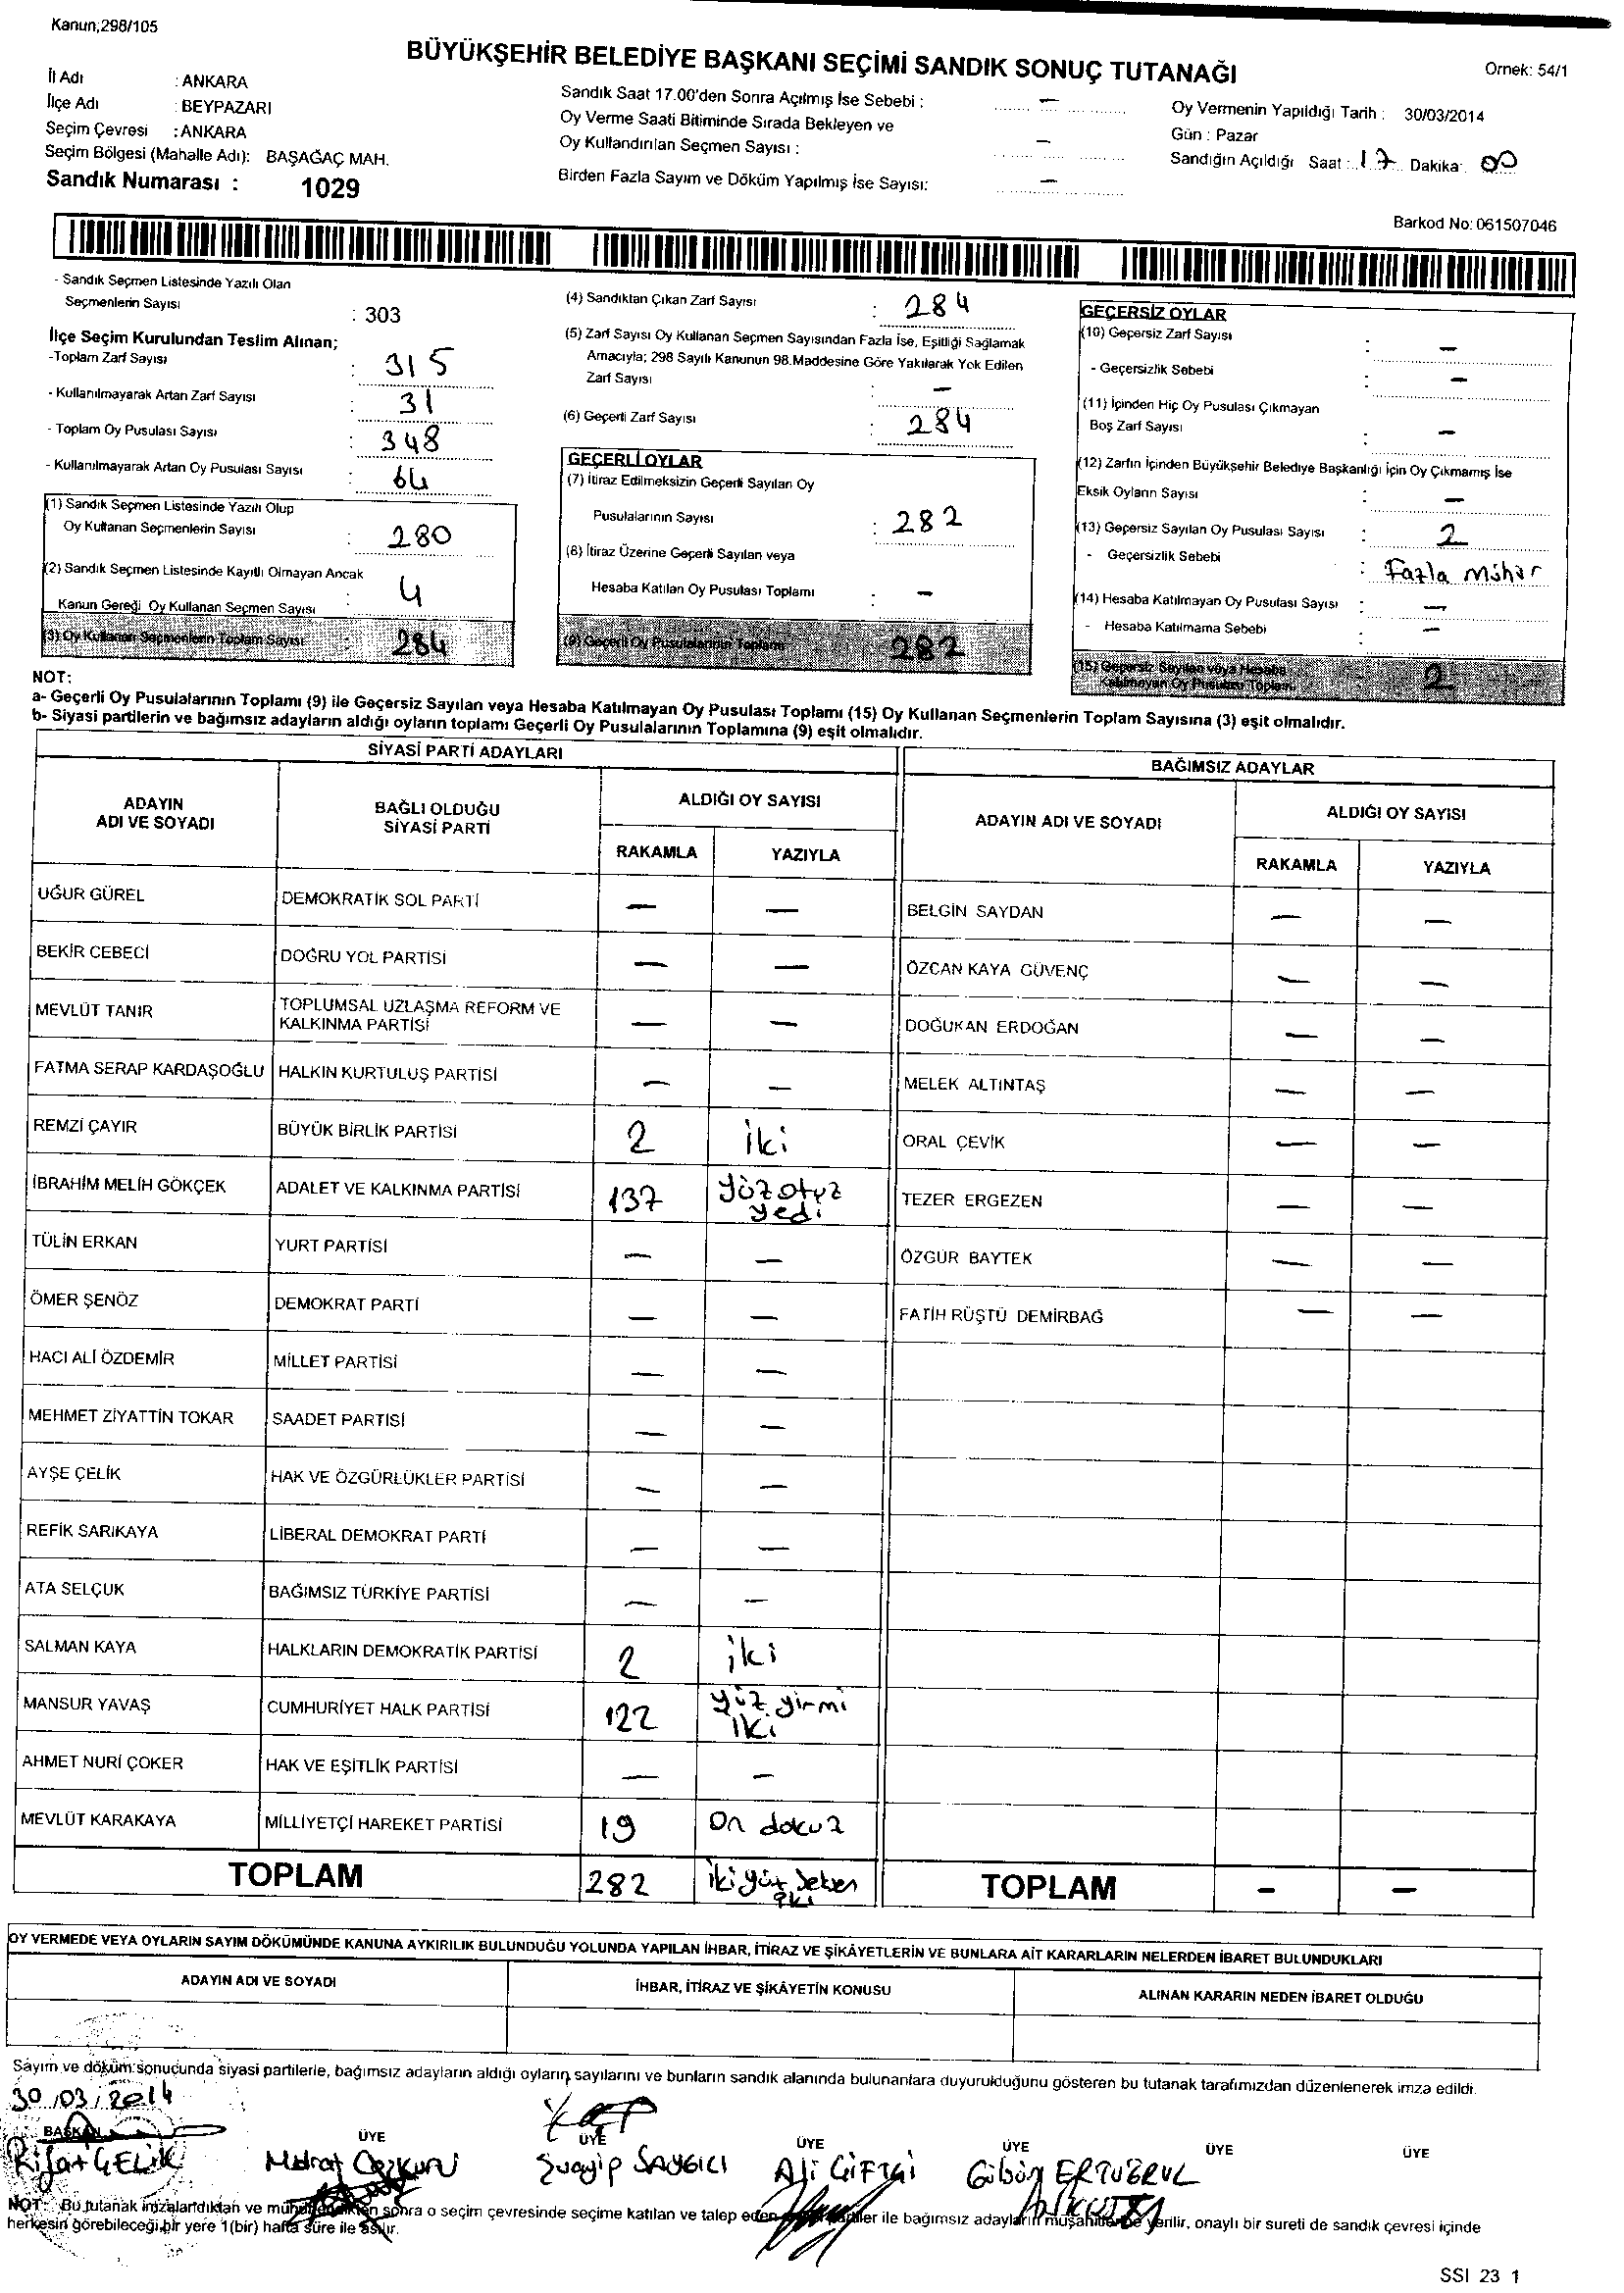 Kanun;298/105
BÜYÜKŞEHİR BELEDİYE BAŞKANI SEÇİMİ SANDIK SONUÇ TUTANAĞI
Ornek: 54/1
İl Adı : ANKARA
İlçe Adı : BEYPAZARI
Seçim Çevresi : ANKARA
Seçim Bölgesi (Mahalle Adı): BAŞAĞAÇ MAH.
Sandık Numarası : 1029
Sandık Saat 17.00'den Sonra Açılmış İse Sebebi : —
Oy Verme Saati Bitiminde Sırada Bekleyen ve
Oy Kullandırılan Seçmen Sayısı : —
Birden Fazla Sayım ve Döküm Yapılmış İse Sayısı: —
Oy Vermenin Yapıldığı Tarih : 30/03/2014
Gün : Pazar
Sandığın Açıldığı Saat : 17 Dakika: 00
Barkod No: 061507046
- Sandık Seçmen Listesinde Yazılı Olan
Seçmenlerin Sayısı : 303
İlçe Seçim Kurulundan Teslim Alınan;
-Toplam Zarf Sayısı : 315
- Kullanılmayarak Artan Zarf Sayısı : 31
- Toplam Oy Pusulası Sayısı : 348
- Kullanılmayarak Artan Oy Pusulası Sayısı : 64
(1) Sandık Seçmen Listesinde Yazılı Olup
Oy Kullanan Seçmenlerin Sayısı : 280
(2) Sandık Seçmen Listesinde Kayıtlı Olmayan Ancak
Kanun Gereği Oy Kullanan Seçmen Sayısı : 4
(3) Oy Kullanan Seçmenlerin Toplam Sayısı : 284
(4) Sandıktan Çıkan Zarf Sayısı : 284
(5) Zarf Sayısı Oy Kullanan Seçmen Sayısından Fazla İse, Eşitliği Sağlamak
Amacıyla; 298 Sayılı Kanunun 98.Maddesine Göre Yakılarak Yok Edilen
Zarf Sayısı : —
(6) Geçerli Zarf Sayısı : 284
GEÇERLİ OYLAR
(7) İtiraz Edilmeksizin Geçerli Sayılan Oy
Pusulalarının Sayısı : 282
(8) İtiraz Üzerine Geçerli Sayılan veya
Hesaba Katılan Oy Pusulası Toplamı : —
(9) Geçerli Oy Pusulalarının Toplamı 282
GEÇERSİZ OYLAR
(10) Geçersiz Zarf Sayısı : —
- Geçersizlik Sebebi : —
(11) İçinden Hiç Oy Pusulası Çıkmayan
Boş Zarf Sayısı : —
(12) Zarfın İçinden Büyükşehir Belediye Başkanlığı İçin Oy Çıkmamış İse
Eksik Oyların Sayısı : —
(13) Geçersiz Sayılan Oy Pusulası Sayısı : 2
- Geçersizlik Sebebi : Fazla Mühür
(14) Hesaba Katılmayan Oy Pusulası Sayısı : —
- Hesaba Katılmama Sebebi : —
(15) Geçersiz Sayılan veya Hesaba
Katılmayan Oy Pusulası Toplamı 2
NOT:
a- Geçerli Oy Pusulalarının Toplamı (9) ile Geçersiz Sayılan veya Hesaba Katılmayan Oy Pusulası Toplamı (15) Oy Kullanan Seçmenlerin Toplam Sayısına (3) eşit olmalıdır.
b- Siyasi partilerin ve bağımsız adayların aldığı oyların toplamı Geçerli Oy Pusulalarının Toplamına (9) eşit olmalıdır.
SİYASİ PARTİ ADAYLARI
BAĞIMSIZ ADAYLAR
ADAYIN ADI VE SOYADI
BAĞLI OLDUĞU SİYASİ PARTİ
ALDIĞI OY SAYISI
RAKAMLA YAZIYLA
ADAYIN ADI VE SOYADI
ALDIĞI OY SAYISI
RAKAMLA YAZIYLA
UĞUR GÜREL DEMOKRATİK SOL PARTİ — — BELGİN SAYDAN — —
BEKİR CEBECİ DOĞRU YOL PARTİSİ — — ÖZCAN KAYA GÜVENÇ — —
MEVLÜT TANIR TOPLUMSAL UZLAŞMA REFORM VE KALKINMA PARTİSİ — — DOĞUKAN ERDOĞAN — —
FATMA SERAP KARDAŞOĞLU HALKIN KURTULUŞ PARTİSİ — — MELEK ALTINTAŞ — —
REMZİ ÇAYIR BÜYÜK BİRLİK PARTİSİ 2 iki ORAL ÇEVİK — —
İBRAHİM MELİH GÖKÇEK ADALET VE KALKINMA PARTİSİ 137 yüz otuz yedi TEZER ERGEZEN — —
TÜLİN ERKAN YURT PARTİSİ — — ÖZGÜR BAYTEK — —
ÖMER ŞENÖZ DEMOKRAT PARTİ — — FATİH RÜŞTÜ DEMİRBAĞ — —
HACI ALİ ÖZDEMİR MİLLET PARTİSİ — —
MEHMET ZİYATTİN TOKAR SAADET PARTİSİ — —
AYŞE ÇELİK HAK VE ÖZGÜRLÜKLER PARTİSİ — —
REFİK SARIKAYA LİBERAL DEMOKRAT PARTİ — —
ATA SELÇUK BAĞIMSIZ TÜRKİYE PARTİSİ — —
SALMAN KAYA HALKLARIN DEMOKRATİK PARTİSİ 2 iki
MANSUR YAVAŞ CUMHURİYET HALK PARTİSİ 122 yüz yirmi iki
AHMET NURİ ÇOKER HAK VE EŞİTLİK PARTİSİ — —
MEVLÜT KARAKAYA MİLLİYETÇİ HAREKET PARTİSİ 19 on dokuz
TOPLAM 282 iki yüz seksen iki TOPLAM — —
OY VERMEDE VEYA OYLARIN SAYIM DÖKÜMÜNDE KANUNA AYKIRILIK BULUNDUĞU YOLUNDA YAPILAN İHBAR, İTİRAZ VE ŞİKÂYETLERİN VE BUNLARA AİT KARARLARIN NELERDEN İBARET BULUNDUKLARI
ADAYIN ADI VE SOYADI İHBAR, İTİRAZ VE ŞİKÂYETİN KONUSU ALINAN KARARIN NEDEN İBARET OLDUĞU
Sayım ve döküm sonucunda siyasi partilerle, bağımsız adayların aldığı oyların sayılarını ve bunların sandık alanında bulunanlara duyurulduğunu gösteren bu tutanak tarafımızdan düzenlenerek imza edildi.
30/03/2014
BAŞKAN ÜYE ÜYE ÜYE ÜYE ÜYE ÜYE
Rifat ÇELİK Murat Şuayip SAYGILI Ali ÇİFTÇİ Gülsüm ERTUĞRUL
NOT: Bu tutanak imzalandıktan ve mühürlendikten sonra o seçim çevresinde seçime katılan ve talep eden partiler ile bağımsız adayların müşahitlerine verilir, onaylı bir sureti de sandık çevresi içinde
herkesin görebileceği bir yere 1(bir) hafta süre ile asılır.
SSI 23 1